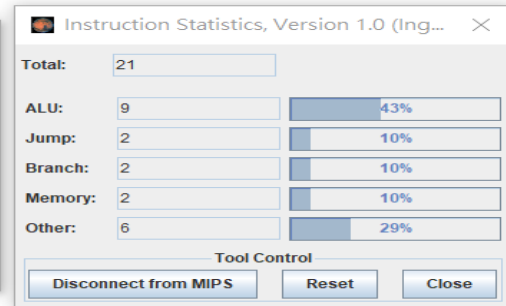 Instruction Statistics, Version 1.0 (Ing...
Total: 21
ALU: 9 43%
Jump: 2 10%
Branch: 2 10%
Memory: 2 10%
Other: 6 29%
Tool Control
Disconnect from MIPS Reset Close